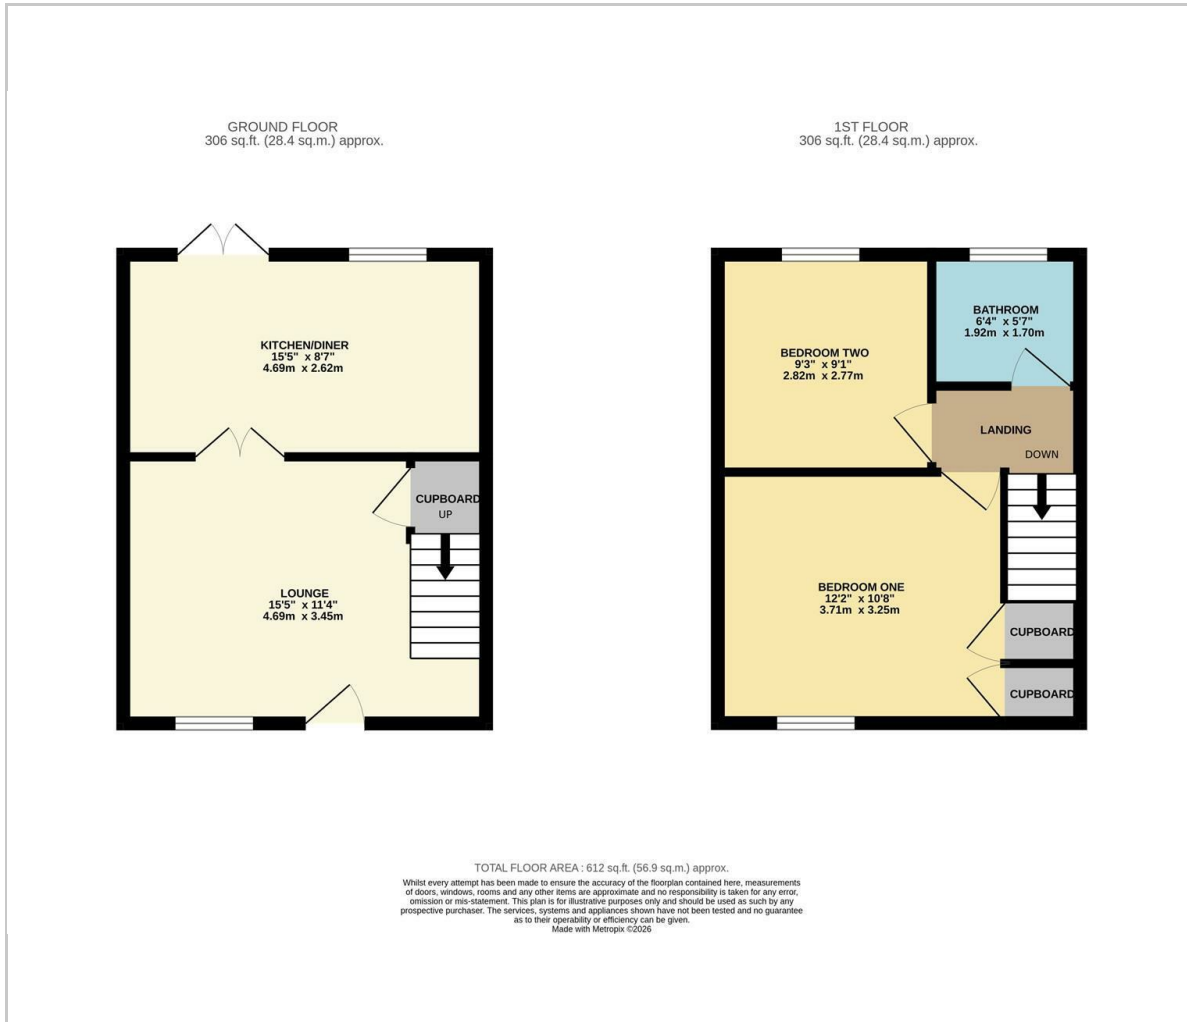 GROUND FLOOR
306 sq.ft. (28.4 sq.m.) approx.
1ST FLOOR
306 sq.ft. (28.4 sq.m.) approx.
KITCHEN/DINER
15'5" x 8'7"
4.69m x 2.62m
CUPBOARD
UP
LOUNGE
15'5" x 11'4"
4.69m x 3.45m
BATHROOM
6'4" x 5'7"
1.92m x 1.70m
BEDROOM TWO
9'3" x 9'1"
2.82m x 2.77m
LANDING
DOWN
BEDROOM ONE
12'2" x 10'8"
3.71m x 3.25m
CUPBOARD
CUPBOARD
TOTAL FLOOR AREA : 612 sq.ft. (56.9 sq.m.) approx.
Whilst every attempt has been made to ensure the accuracy of the floorplan contained here, measurements
of doors, windows, rooms and any other items are approximate and no responsibility is taken for any error,
omission or mis-statement. This plan is for illustrative purposes only and should be used as such by any
prospective purchaser. The services, systems and appliances shown have not been tested and no guarantee
as to their operability or efficiency can be given.
Made with Metropix ©2026